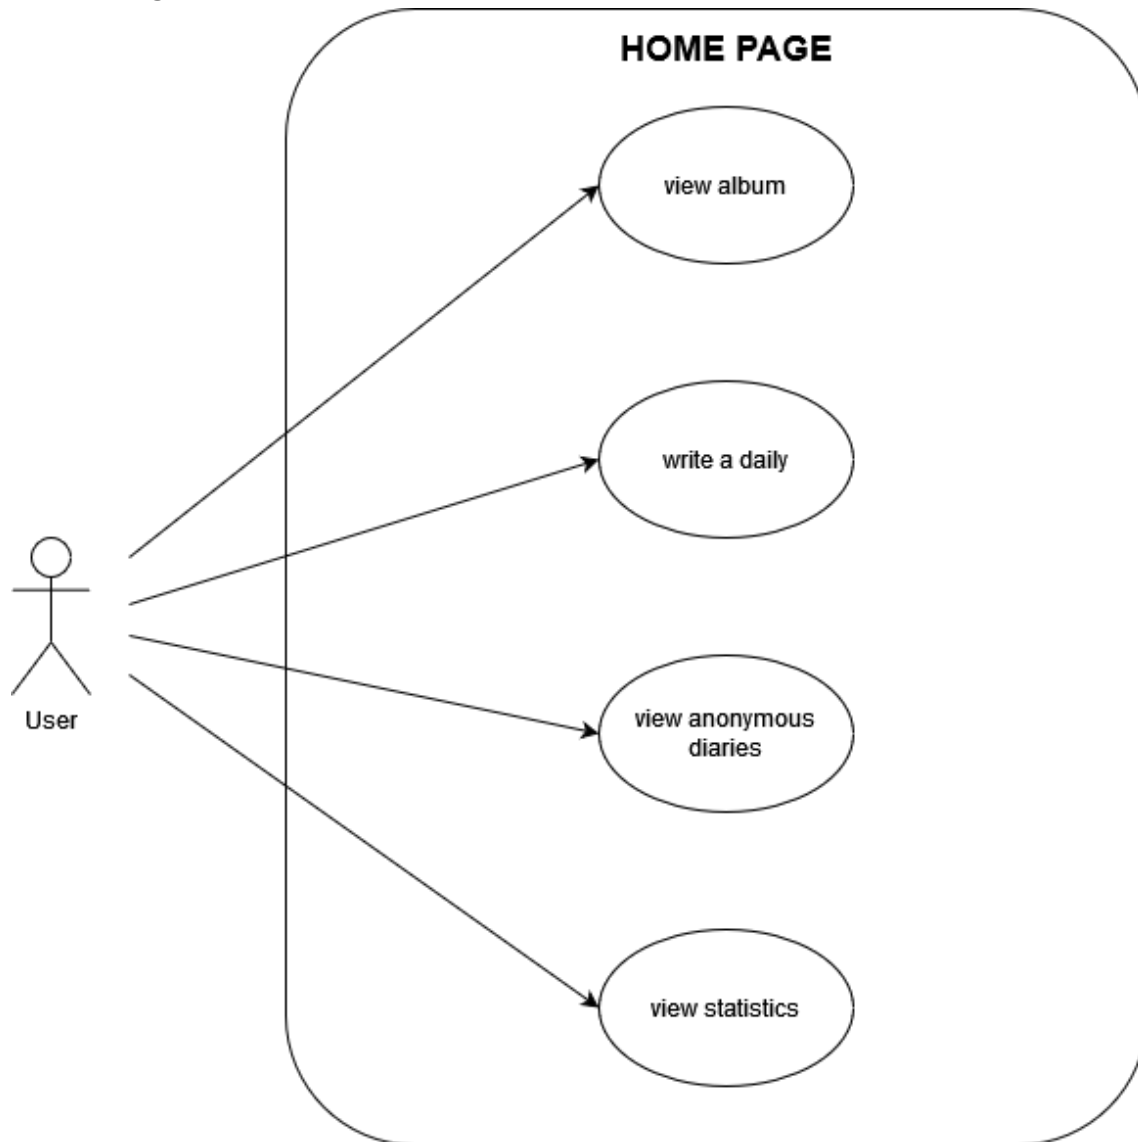 HOME PAGE
view album
write a daily
view anonymous
diaries
User
view statistics